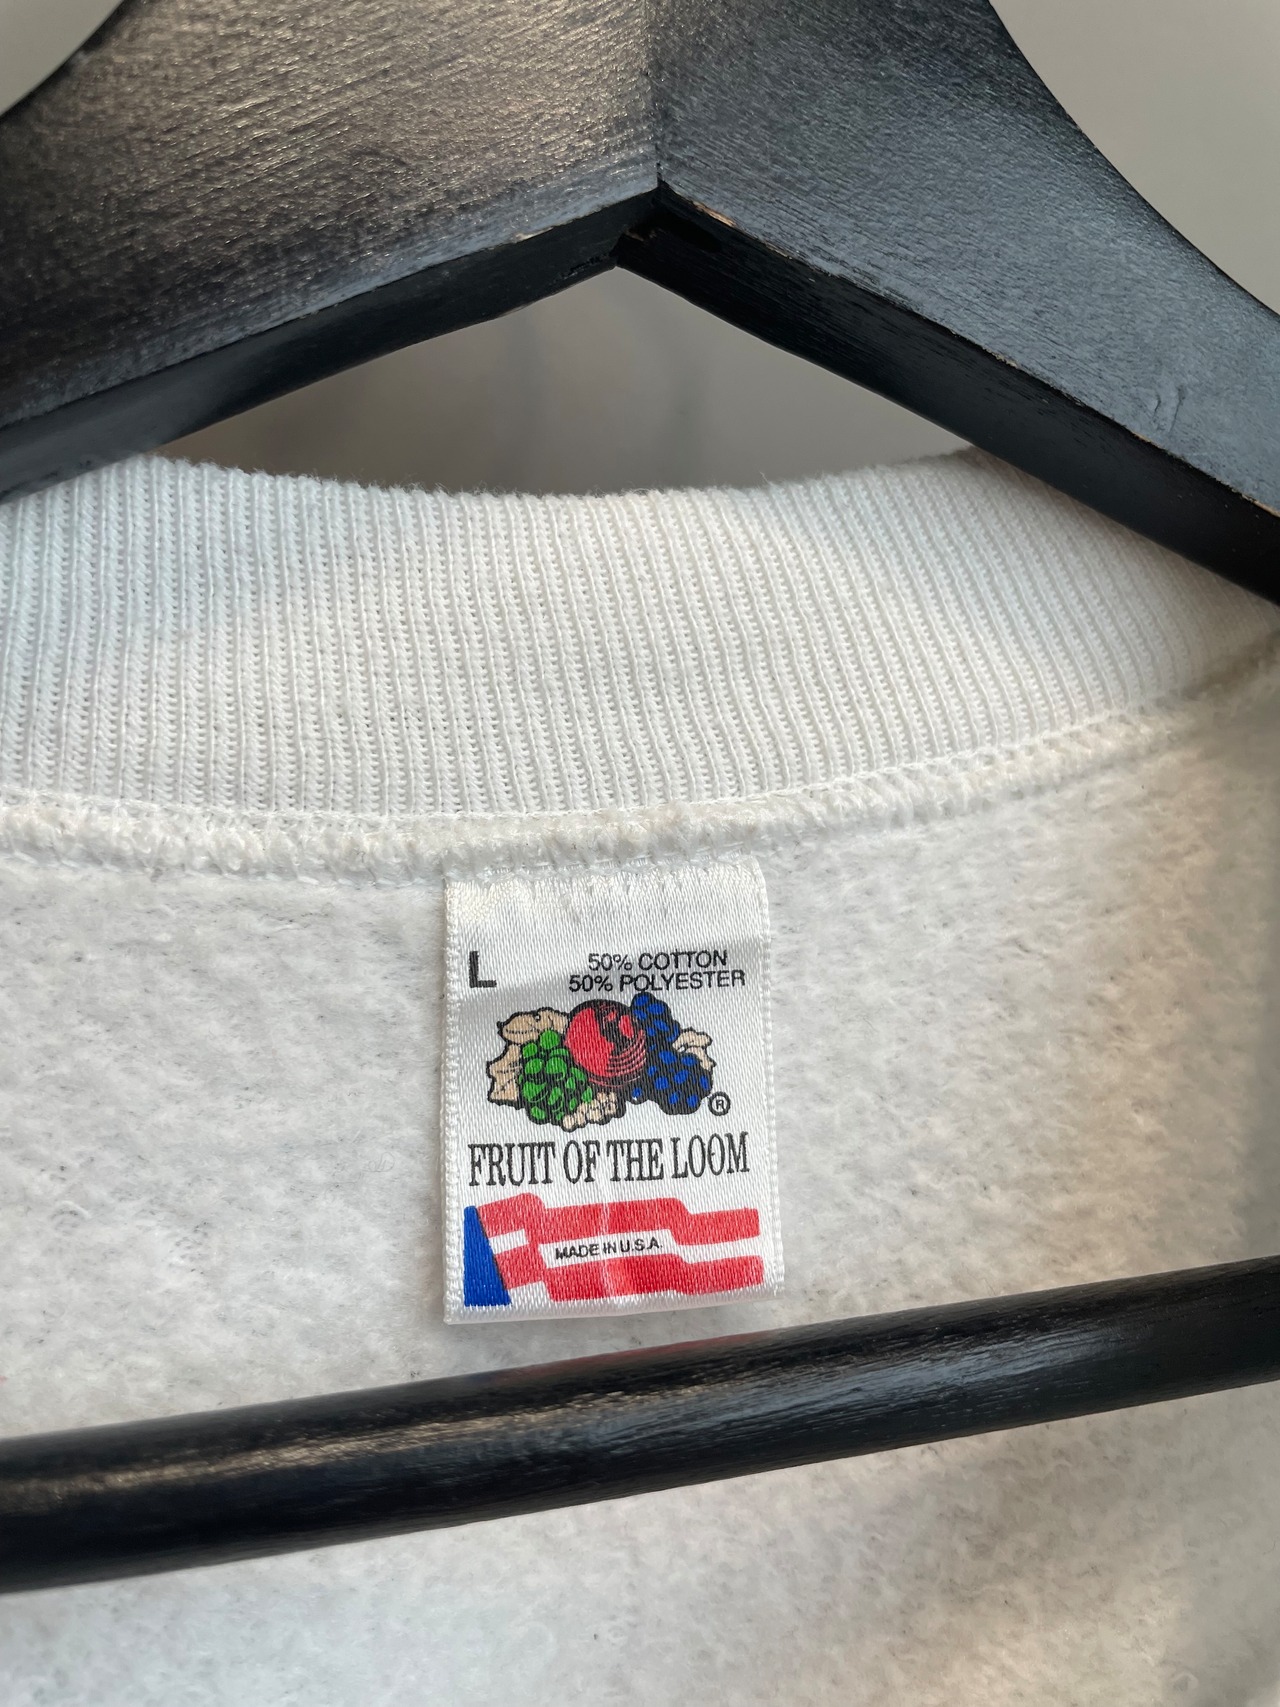 L
50% COTTON
50% POLYESTER
®
FRUIT OF THE LOOM
MADE IN U.S.A.